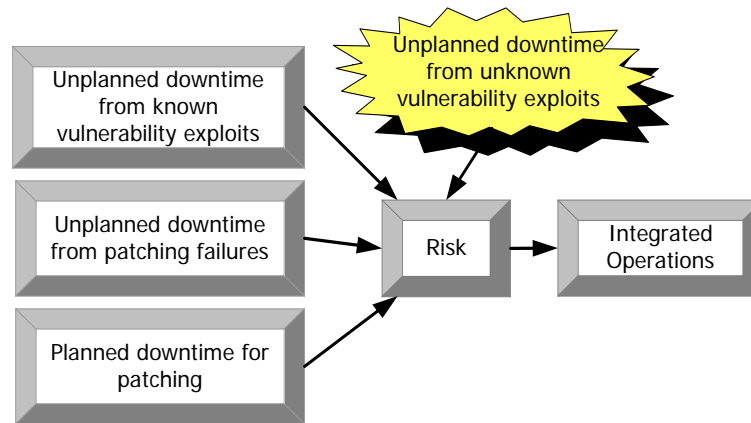 Unplanned downtime
from known
vulnerability exploits
Unplanned downtime
from unknown
vulnerability exploits
Unplanned downtime
from patching failures
Risk
Integrated
Operations
Planned downtime for
patching